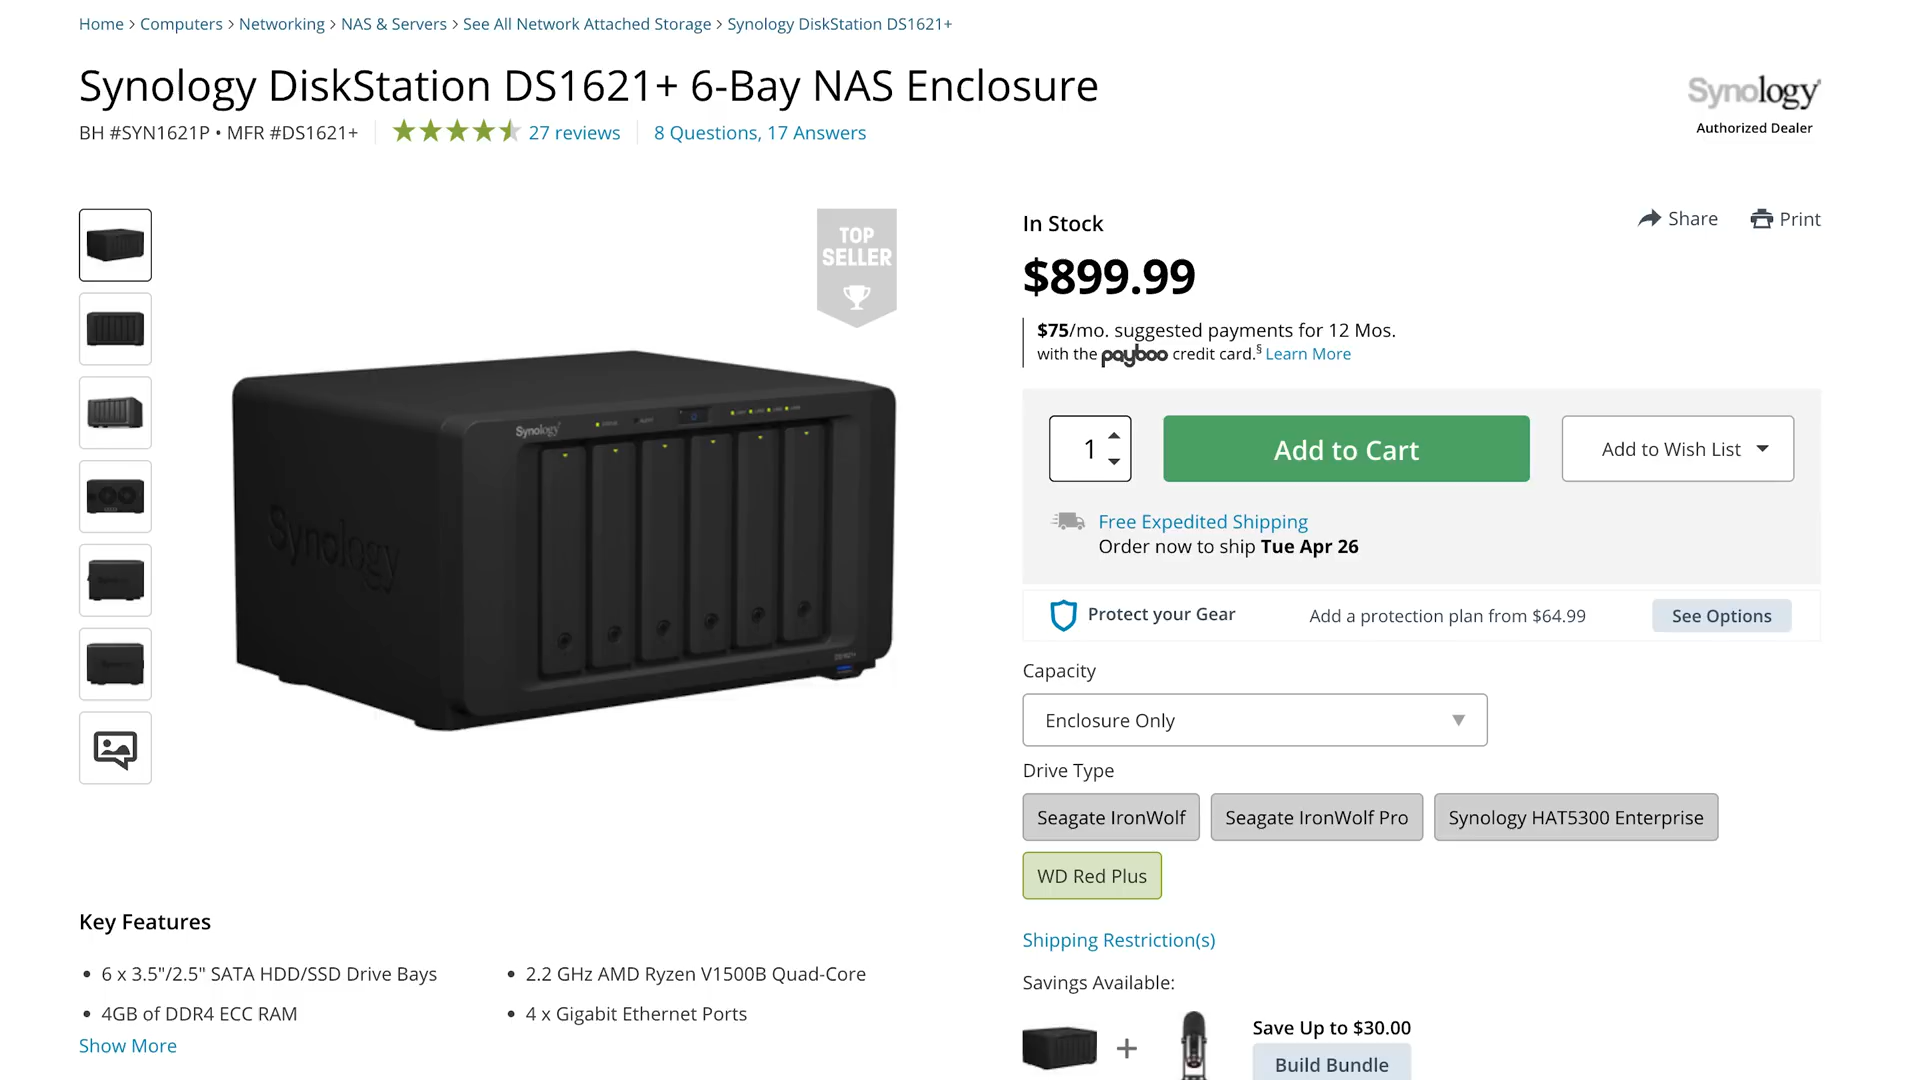 Home > Computers > Networking > NAS & Servers > See All Network Attached Storage > Synology DiskStation DS1621+
Synology DiskStation DS1621+ 6-Bay NAS Enclosure
BH #SYN1621P • MFR #DS1621+
27 reviews
8 Questions, 17 Answers
Synology
Authorized Dealer
TOP
SELLER
Synology
Synology
DS1621+
In Stock
Share
Print
$899.99
$75/mo. suggested payments for 12 Mos.
with the payboo credit card.§ Learn More
1
Add to Cart
Add to Wish List
Free Expedited Shipping
Order now to ship Tue Apr 26
Protect your Gear
Add a protection plan from $64.99
See Options
Capacity
Enclosure Only
Drive Type
Seagate IronWolf
Seagate IronWolf Pro
Synology HAT5300 Enterprise
WD Red Plus
Shipping Restriction(s)
Savings Available:
+
Save Up to $30.00
Build Bundle
Key Features
• 6 x 3.5"/2.5" SATA HDD/SSD Drive Bays
• 4GB of DDR4 ECC RAM
• 2.2 GHz AMD Ryzen V1500B Quad-Core
• 4 x Gigabit Ethernet Ports
Show More